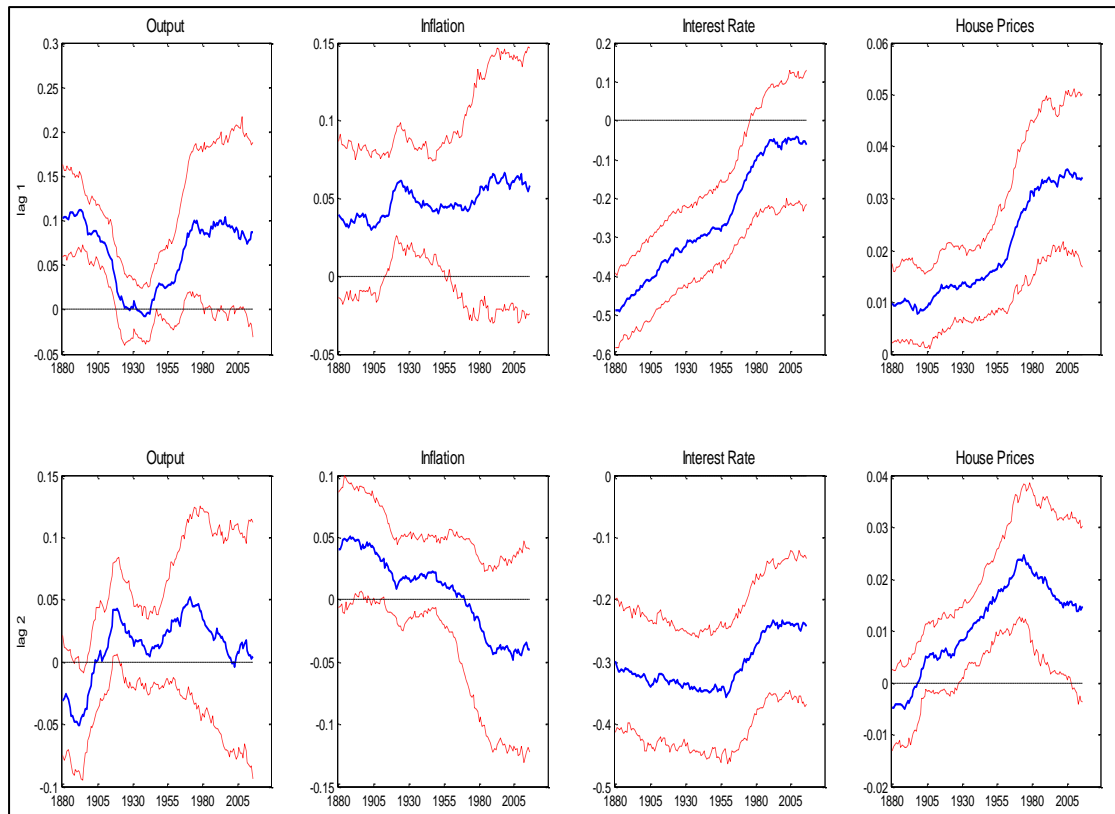 Output Inflation Interest Rate House Prices
0.3 0.15 0.2 0.06
0.25 0.1 0.05
0.2 0.1 0 0.04
0.15 -0.1
lag 1 0.1 0.05 -0.2 0.03
0.05 0 -0.3 0.02
0 -0.4 0.01
-0.05 -0.05 -0.5 0
-0.6
1880 1905 1930 1955 1980 2005 1880 1905 1930 1955 1980 2005 1880 1905 1930 1955 1980 2005 1880 1905 1930 1955 1980 2005
Output Inflation Interest Rate House Prices
0.15 0.1 0 0.04
0.1 0.05 -0.1 0.03
0.05 0 -0.2 0.02
lag 2 0 -0.05 -0.3 0.01
-0.05 -0.1 -0.4 0
-0.1 -0.15 -0.5 -0.01
-0.02
1880 1905 1930 1955 1980 2005 1880 1905 1930 1955 1980 2005 1880 1905 1930 1955 1980 2005 1880 1905 1930 1955 1980 2005